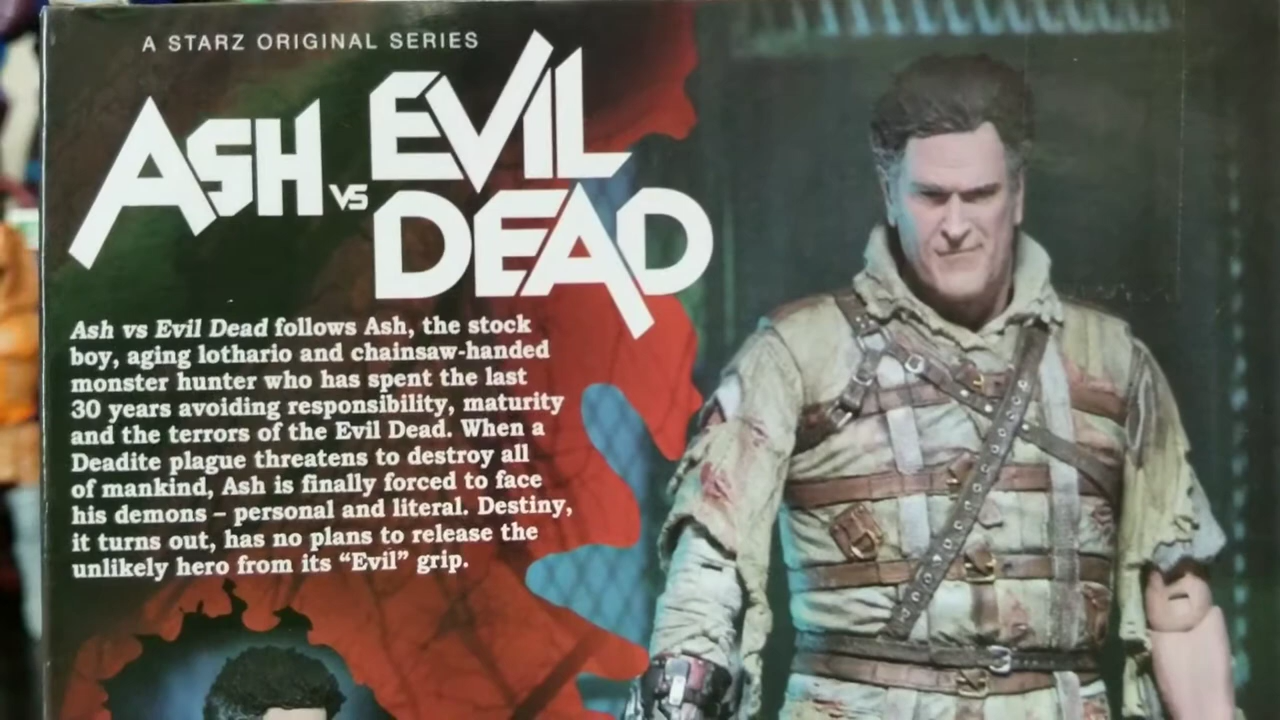 A STARZ ORIGINAL SERIES
ASH VS EVIL DEAD
Ash vs Evil Dead follows Ash, the stock
boy, aging lothario and chainsaw-handed
monster hunter who has spent the last
30 years avoiding responsibility, maturity
and the terrors of the Evil Dead. When a
Deadite plague threatens to destroy all
of mankind, Ash is finally forced to face
his demons – personal and literal. Destiny,
it turns out, has no plans to release the
unlikely hero from its “Evil” grip.